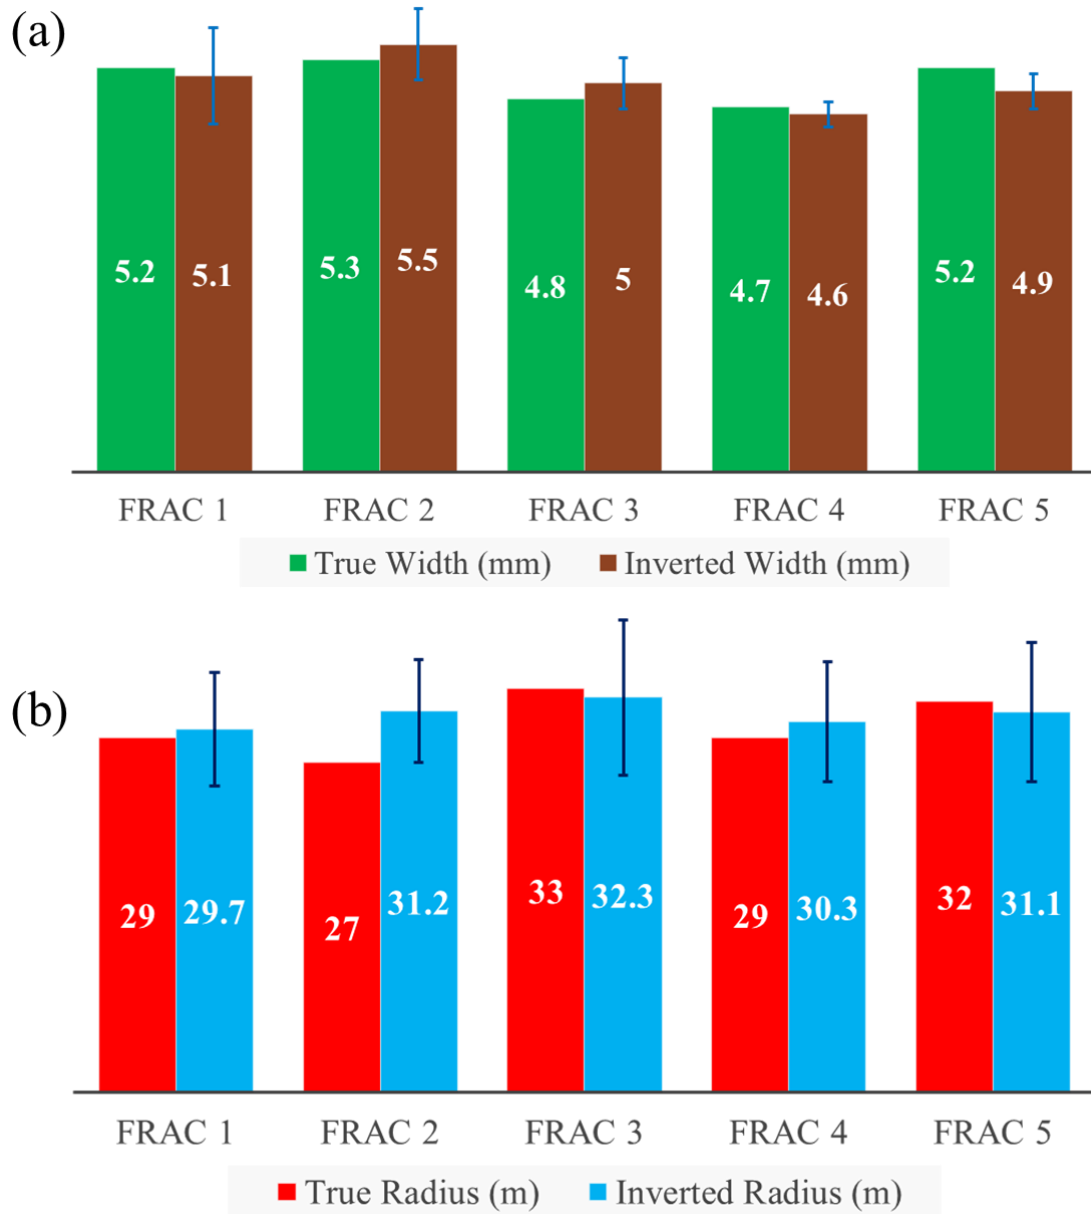 (a)
5.2 5.1 5.3 5.5 4.8 5 4.7 4.6 5.2 4.9
FRAC 1 FRAC 2 FRAC 3 FRAC 4 FRAC 5
True Width (mm) Inverted Width (mm)
(b)
29 29.7 27 31.2 33 32.3 29 30.3 32 31.1
FRAC 1 FRAC 2 FRAC 3 FRAC 4 FRAC 5
True Radius (m) Inverted Radius (m)